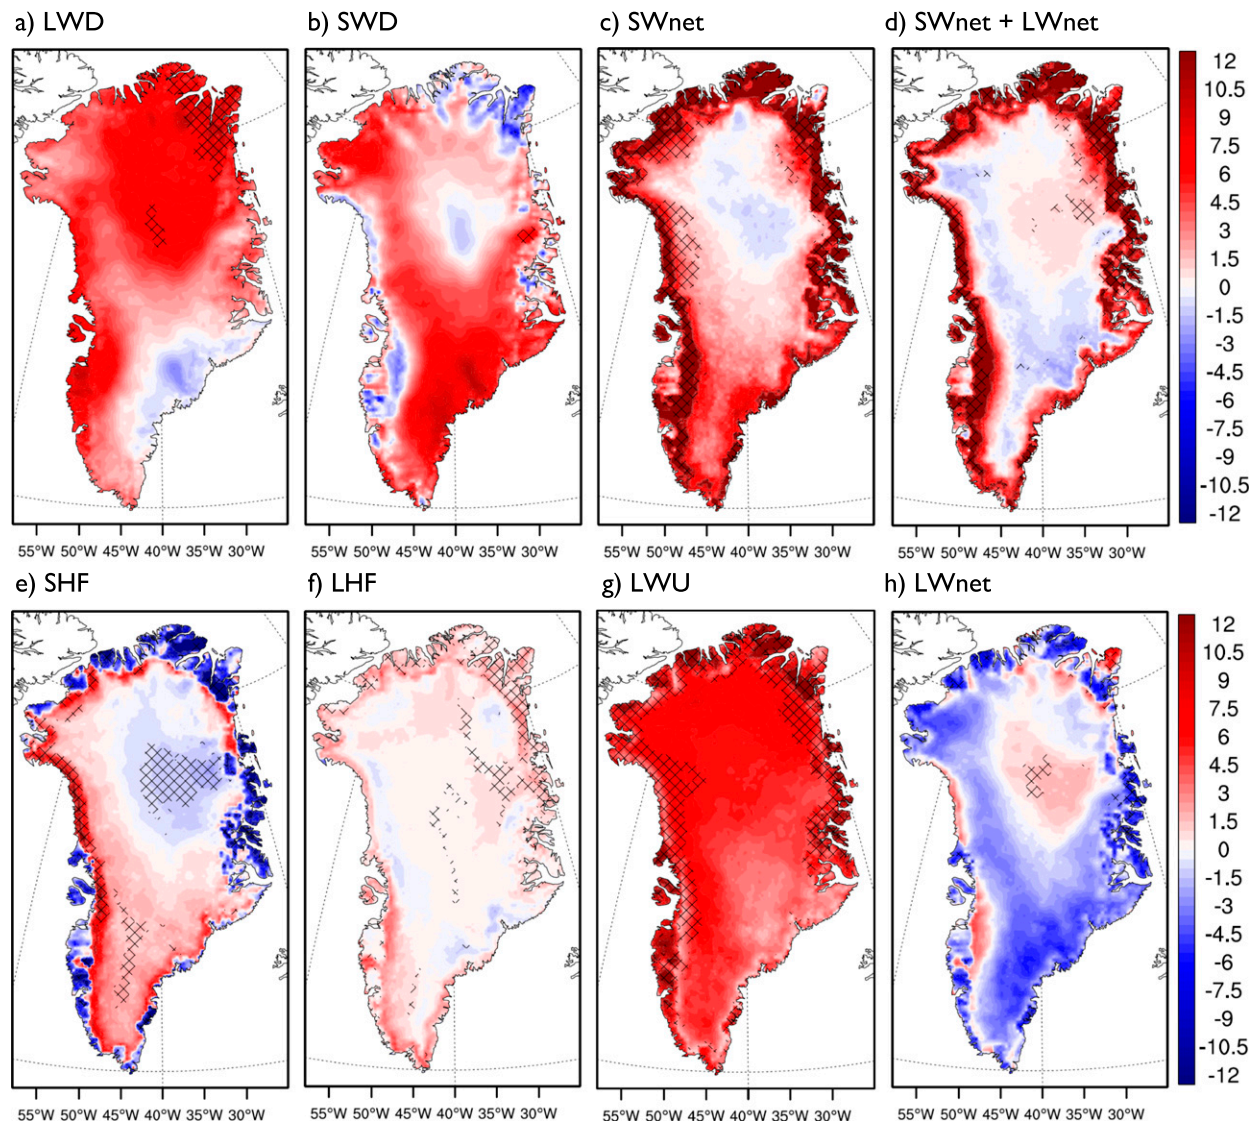 a) LWD
b) SWD
c) SWnet
d) SWnet + LWnet
12
10.5
9
7.5
6
4.5
3
1.5
0
-1.5
-3
-4.5
-6
-7.5
-9
-10.5
-12
55°W 50°W 45°W 40°W 35°W 30°W
55°W 50°W 45°W 40°W 35°W 30°W
55°W 50°W 45°W 40°W 35°W 30°W
55°W 50°W 45°W 40°W 35°W 30°W
e) SHF
f) LHF
g) LWU
h) LWnet
12
10.5
9
7.5
6
4.5
3
1.5
0
-1.5
-3
-4.5
-6
-7.5
-9
-10.5
-12
55°W 50°W 45°W 40°W 35°W 30°W
55°W 50°W 45°W 40°W 35°W 30°W
55°W 50°W 45°W 40°W 35°W 30°W
55°W 50°W 45°W 40°W 35°W 30°W